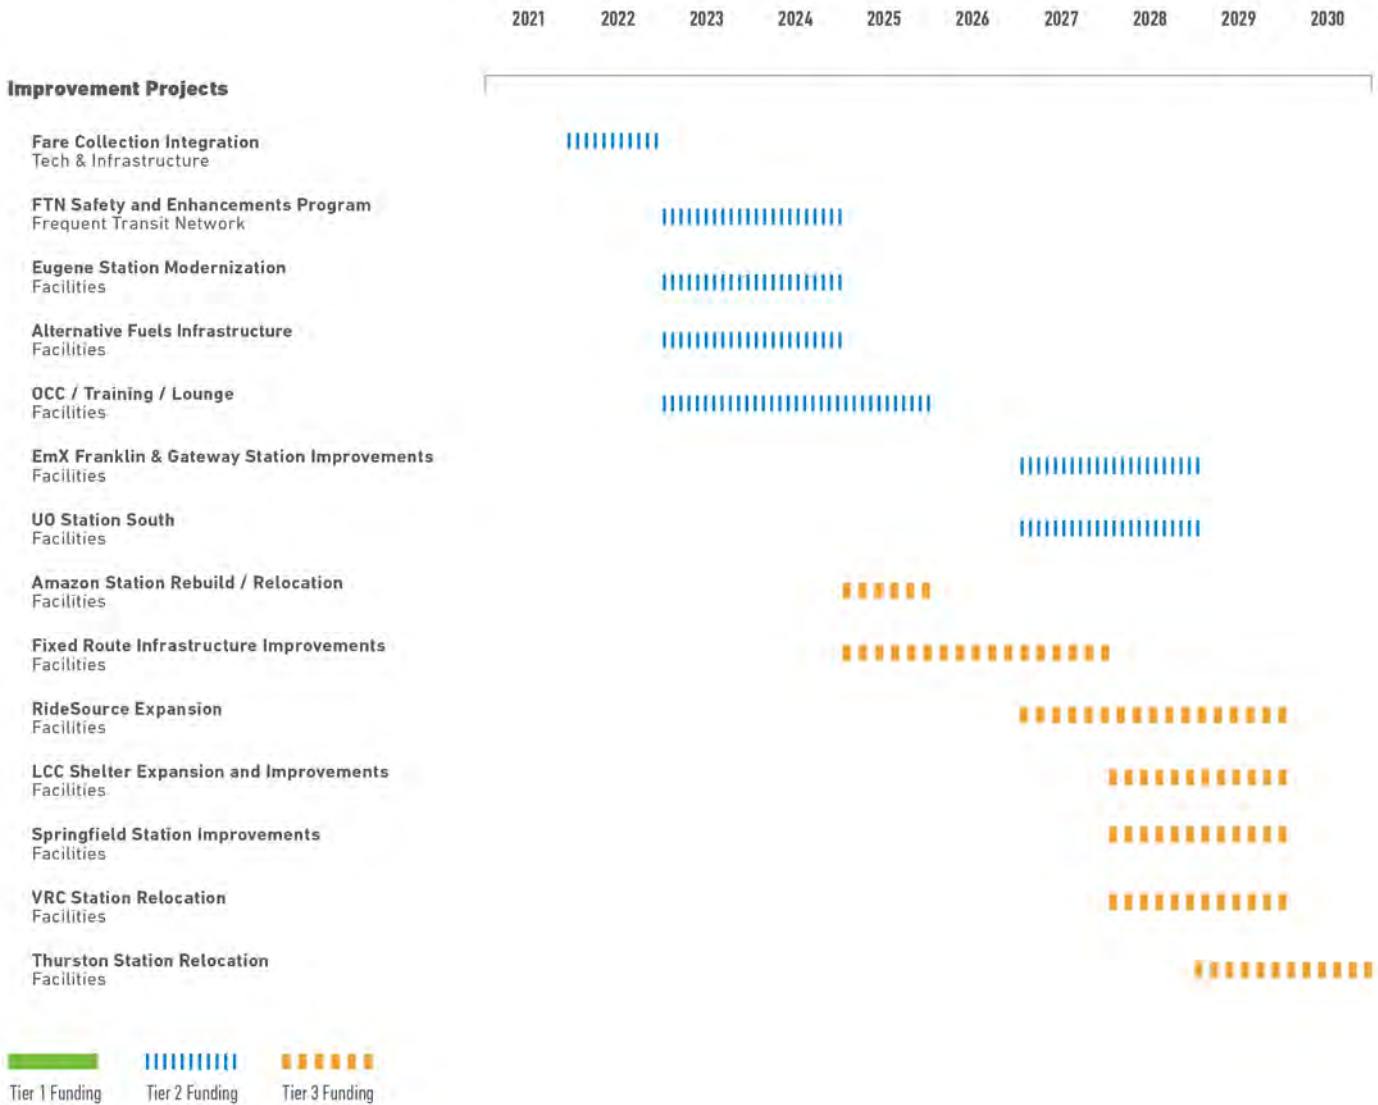 2021 2022 2023 2024 2025 2026 2027 2028 2029 2030
Improvement Projects
Fare Collection Integration
Tech & Infrastructure
FTN Safety and Enhancements Program
Frequent Transit Network
Eugene Station Modernization
Facilities
Alternative Fuels Infrastructure
Facilities
OCC / Training / Lounge
Facilities
EmX Franklin & Gateway Station Improvements
Facilities
UO Station South
Facilities
Amazon Station Rebuild / Relocation
Facilities
Fixed Route Infrastructure Improvements
Facilities
RideSource Expansion
Facilities
LCC Shelter Expansion and Improvements
Facilities
Springfield Station Improvements
Facilities
VRC Station Relocation
Facilities
Thurston Station Relocation
Facilities
Tier 1 Funding Tier 2 Funding Tier 3 Funding